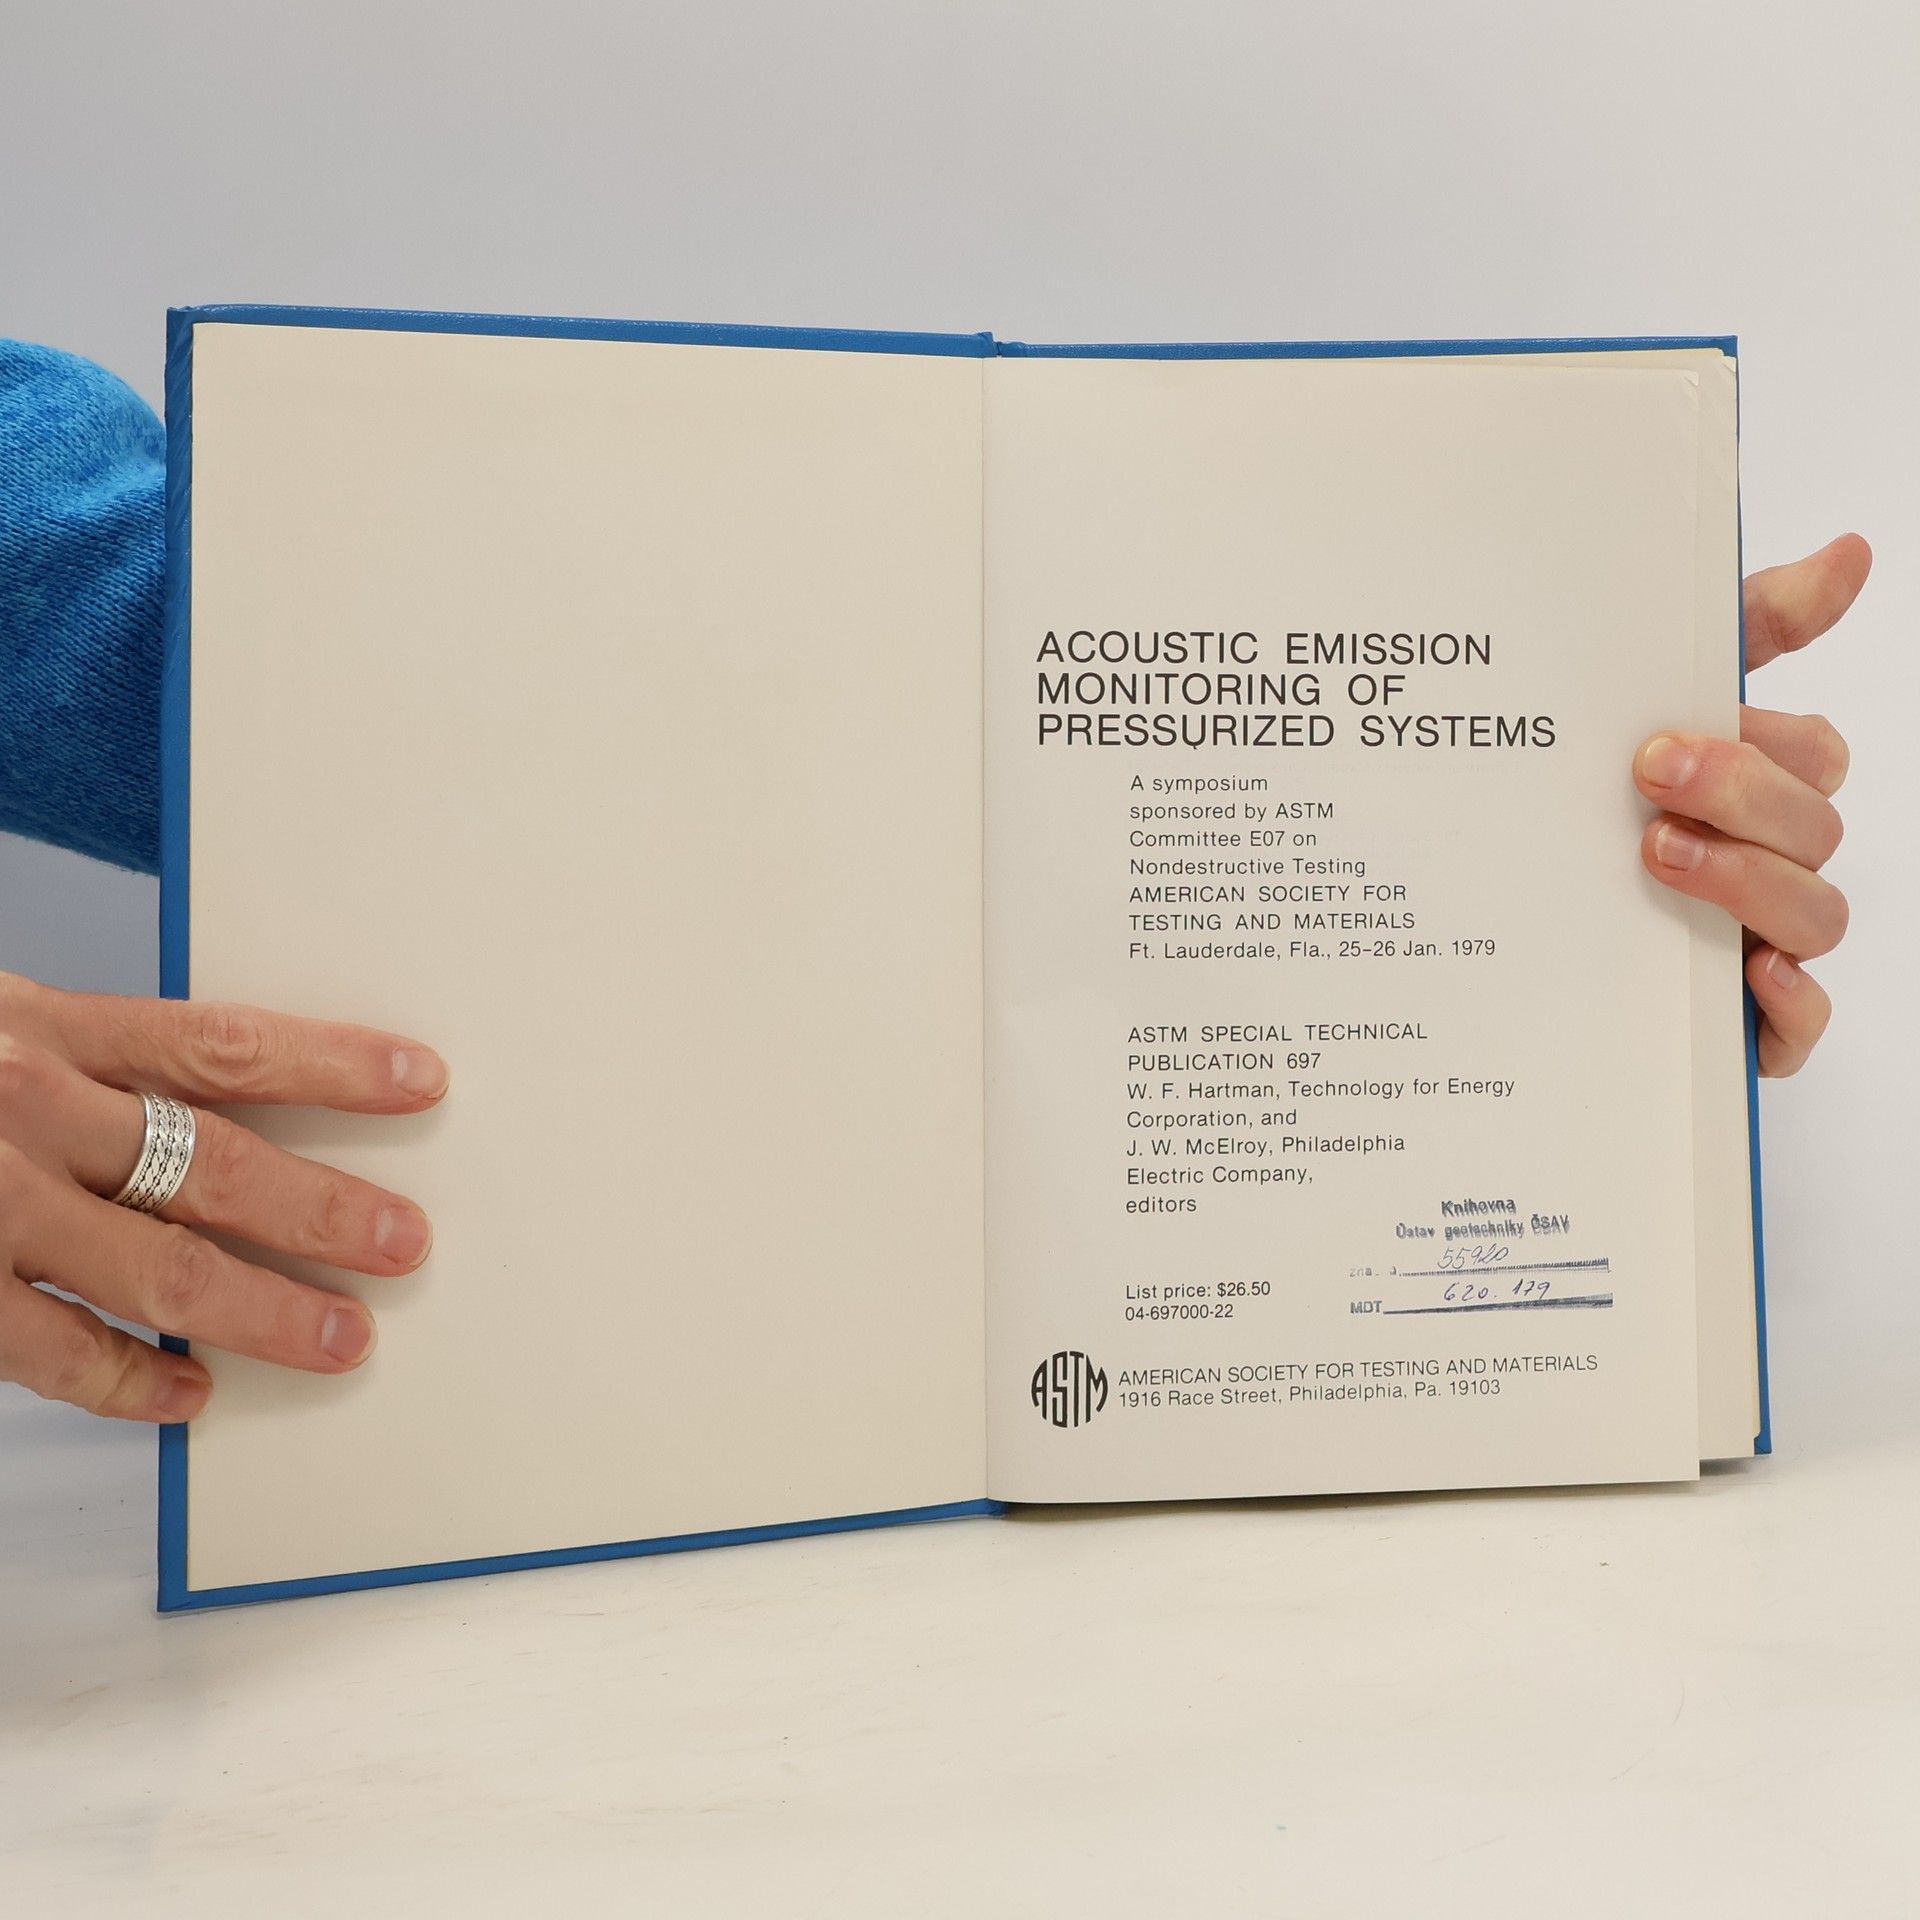 ACOUSTIC EMISSION
MONITORING OF
PRESSURIZED SYSTEMS
A symposium
sponsored by ASTM
Committee E07 on
Nondestructive Testing
AMERICAN SOCIETY FOR
TESTING AND MATERIALS
Ft. Lauderdale, Fla., 25–26 Jan. 1979
ASTM SPECIAL TECHNICAL
PUBLICATION 697
W. F. Hartman, Technology for Energy
Corporation, and
J. W. McElroy, Philadelphia
Electric Company,
editors
Knihovna
Ústav geotechniky ČSAV
620. 179
MDT
List price: $26.50
04-697000-22
ASTM
AMERICAN SOCIETY FOR TESTING AND MATERIALS
1916 Race Street, Philadelphia, Pa. 19103